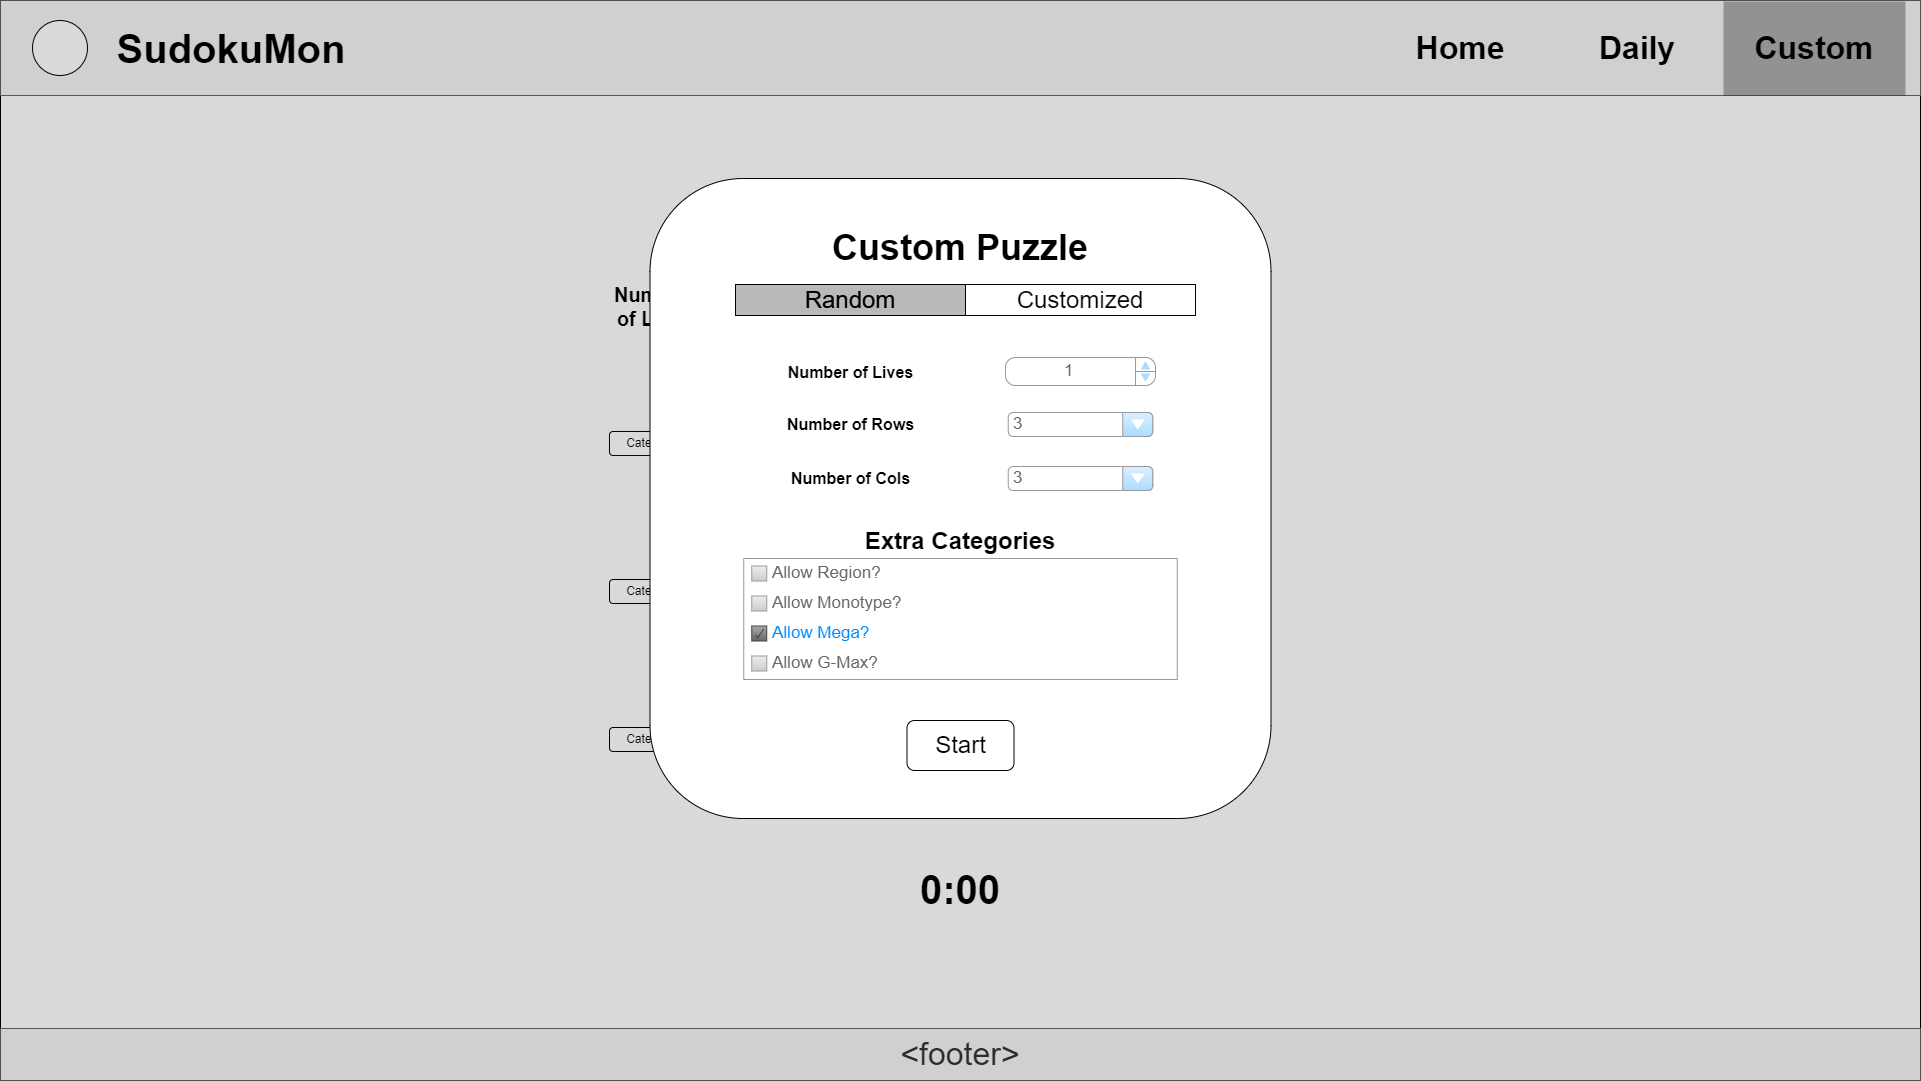 SudokuMon
Home
Daily
Custom
Custom Puzzle
Random
Customized
Number of Lives
1
Number of Rows
3
Number of Cols
3
Extra Categories
Allow Region?
Allow Monotype?
Allow Mega?
Allow G-Max?
Start
Num
of L
Cate
Cate
Cate
0:00
<footer>